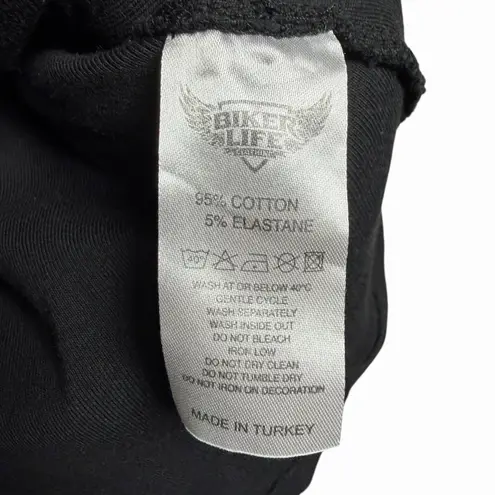 BIKER
LIFE
CLOTHING
95% COTTON
5% ELASTANE
40°
WASH AT OR BELOW 40°C
GENTLE CYCLE
WASH SEPARATELY
WASH INSIDE OUT
DO NOT BLEACH
IRON LOW
DO NOT DRY CLEAN
DO NOT TUMBLE DRY
DO NOT IRON ON DECORATION
MADE IN TURKEY